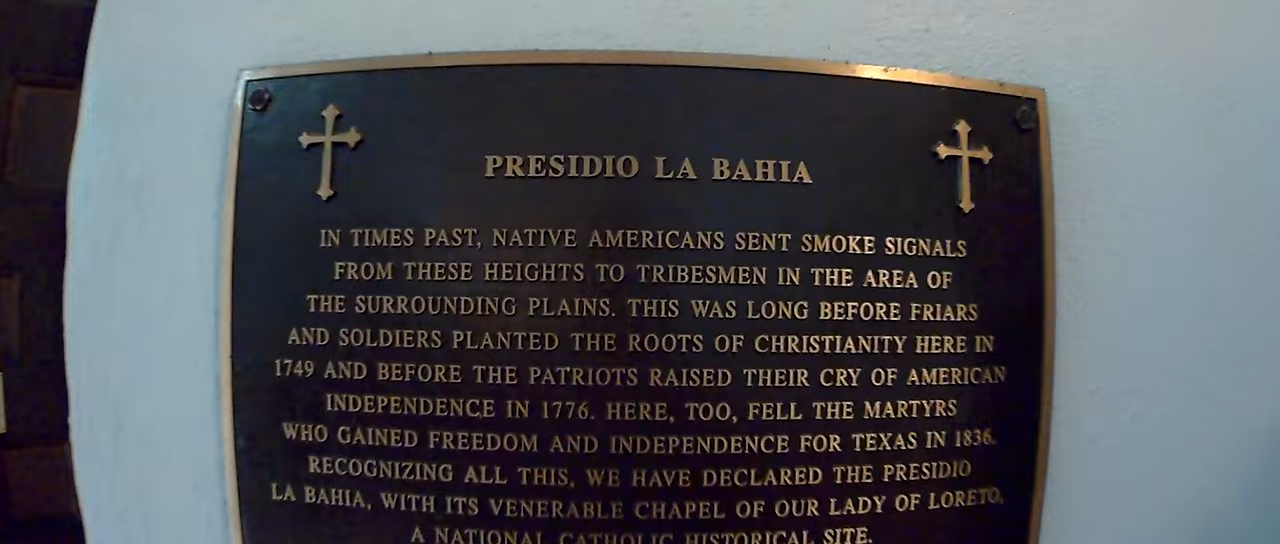 PRESIDIO LA BAHIA
IN TIMES PAST, NATIVE AMERICANS SENT SMOKE SIGNALS
FROM THESE HEIGHTS TO TRIBESMEN IN THE AREA OF
THE SURROUNDING PLAINS. THIS WAS LONG BEFORE FRIARS
AND SOLDIERS PLANTED THE ROOTS OF CHRISTIANITY HERE IN
1749 AND BEFORE THE PATRIOTS RAISED THEIR CRY OF AMERICAN
INDEPENDENCE IN 1776. HERE, TOO, FELL THE MARTYRS
WHO GAINED FREEDOM AND INDEPENDENCE FOR TEXAS IN 1836.
RECOGNIZING ALL THIS, WE HAVE DECLARED THE PRESIDIO
LA BAHIA, WITH ITS VENERABLE CHAPEL OF OUR LADY OF LORETO,
A NATIONAL CATHOLIC HISTORICAL SITE.